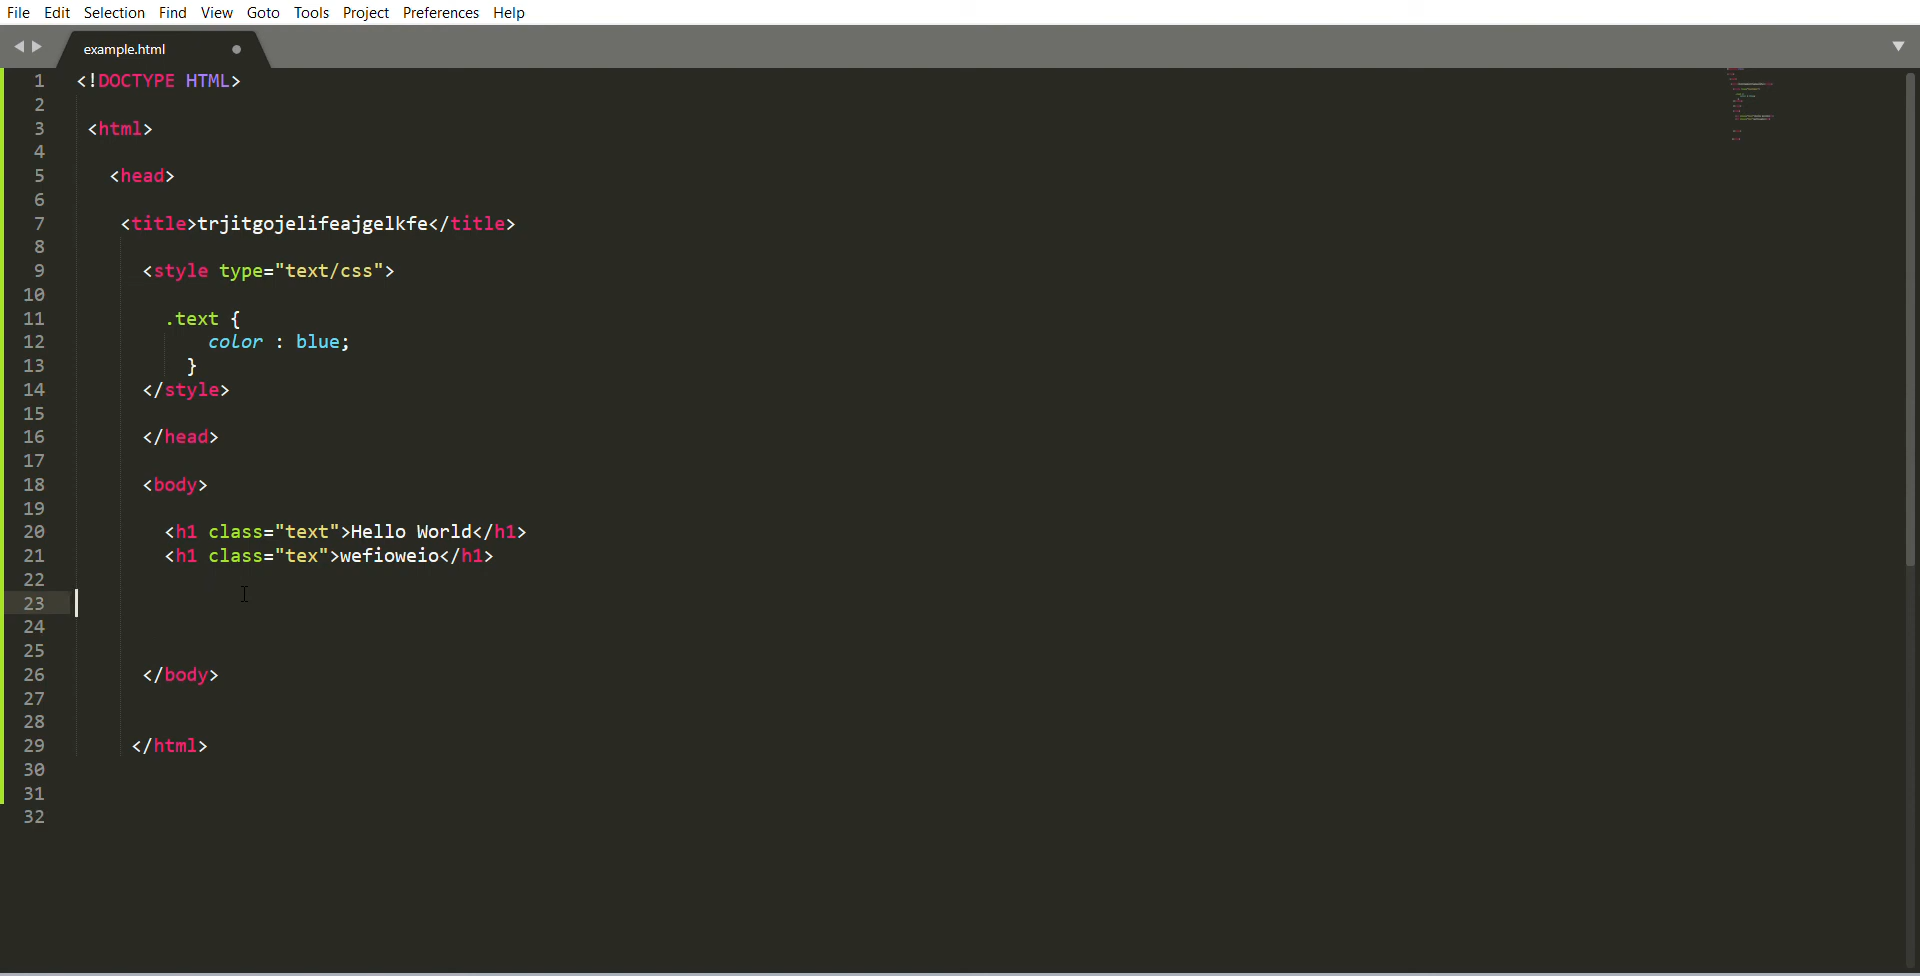 File Edit Selection Find View Goto Tools Project Preferences Help
example.html
1 <!DOCTYPE HTML>
2
3 <html>
4
5 <head>
6
7 <title>trjitgojelifeajgelkfe</title>
8
9 <style type="text/css">
10
11 .text {
12 color : blue;
13 }
14 </style>
15
16 </head>
17
18 <body>
19
20 <h1 class="text">Hello World</h1>
21 <h1 class="tex">wefioweio</h1>
22
23
24
25
26 </body>
27
28
29 </html>
30
31
32